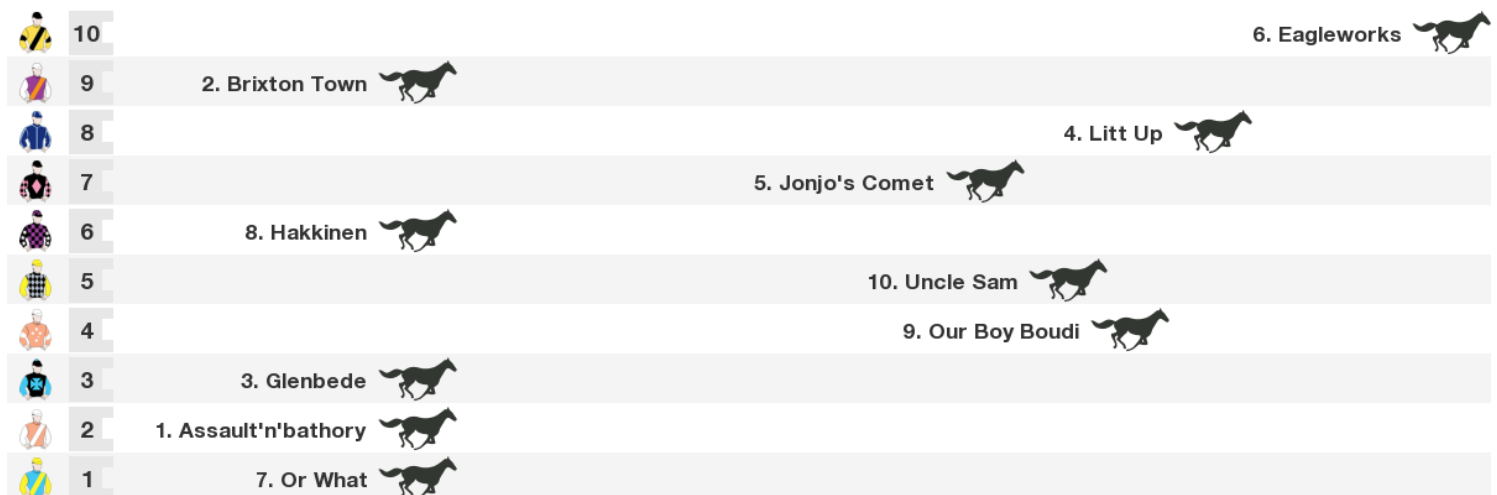 10 6. Eagleworks
9 2. Brixton Town
8 4. Litt Up
7 5. Jonjo's Comet
6 8. Hakkinen
5 10. Uncle Sam
4 9. Our Boy Boudi
3 3. Glenbede
2 1. Assault'n'bathory
1 7. Or What